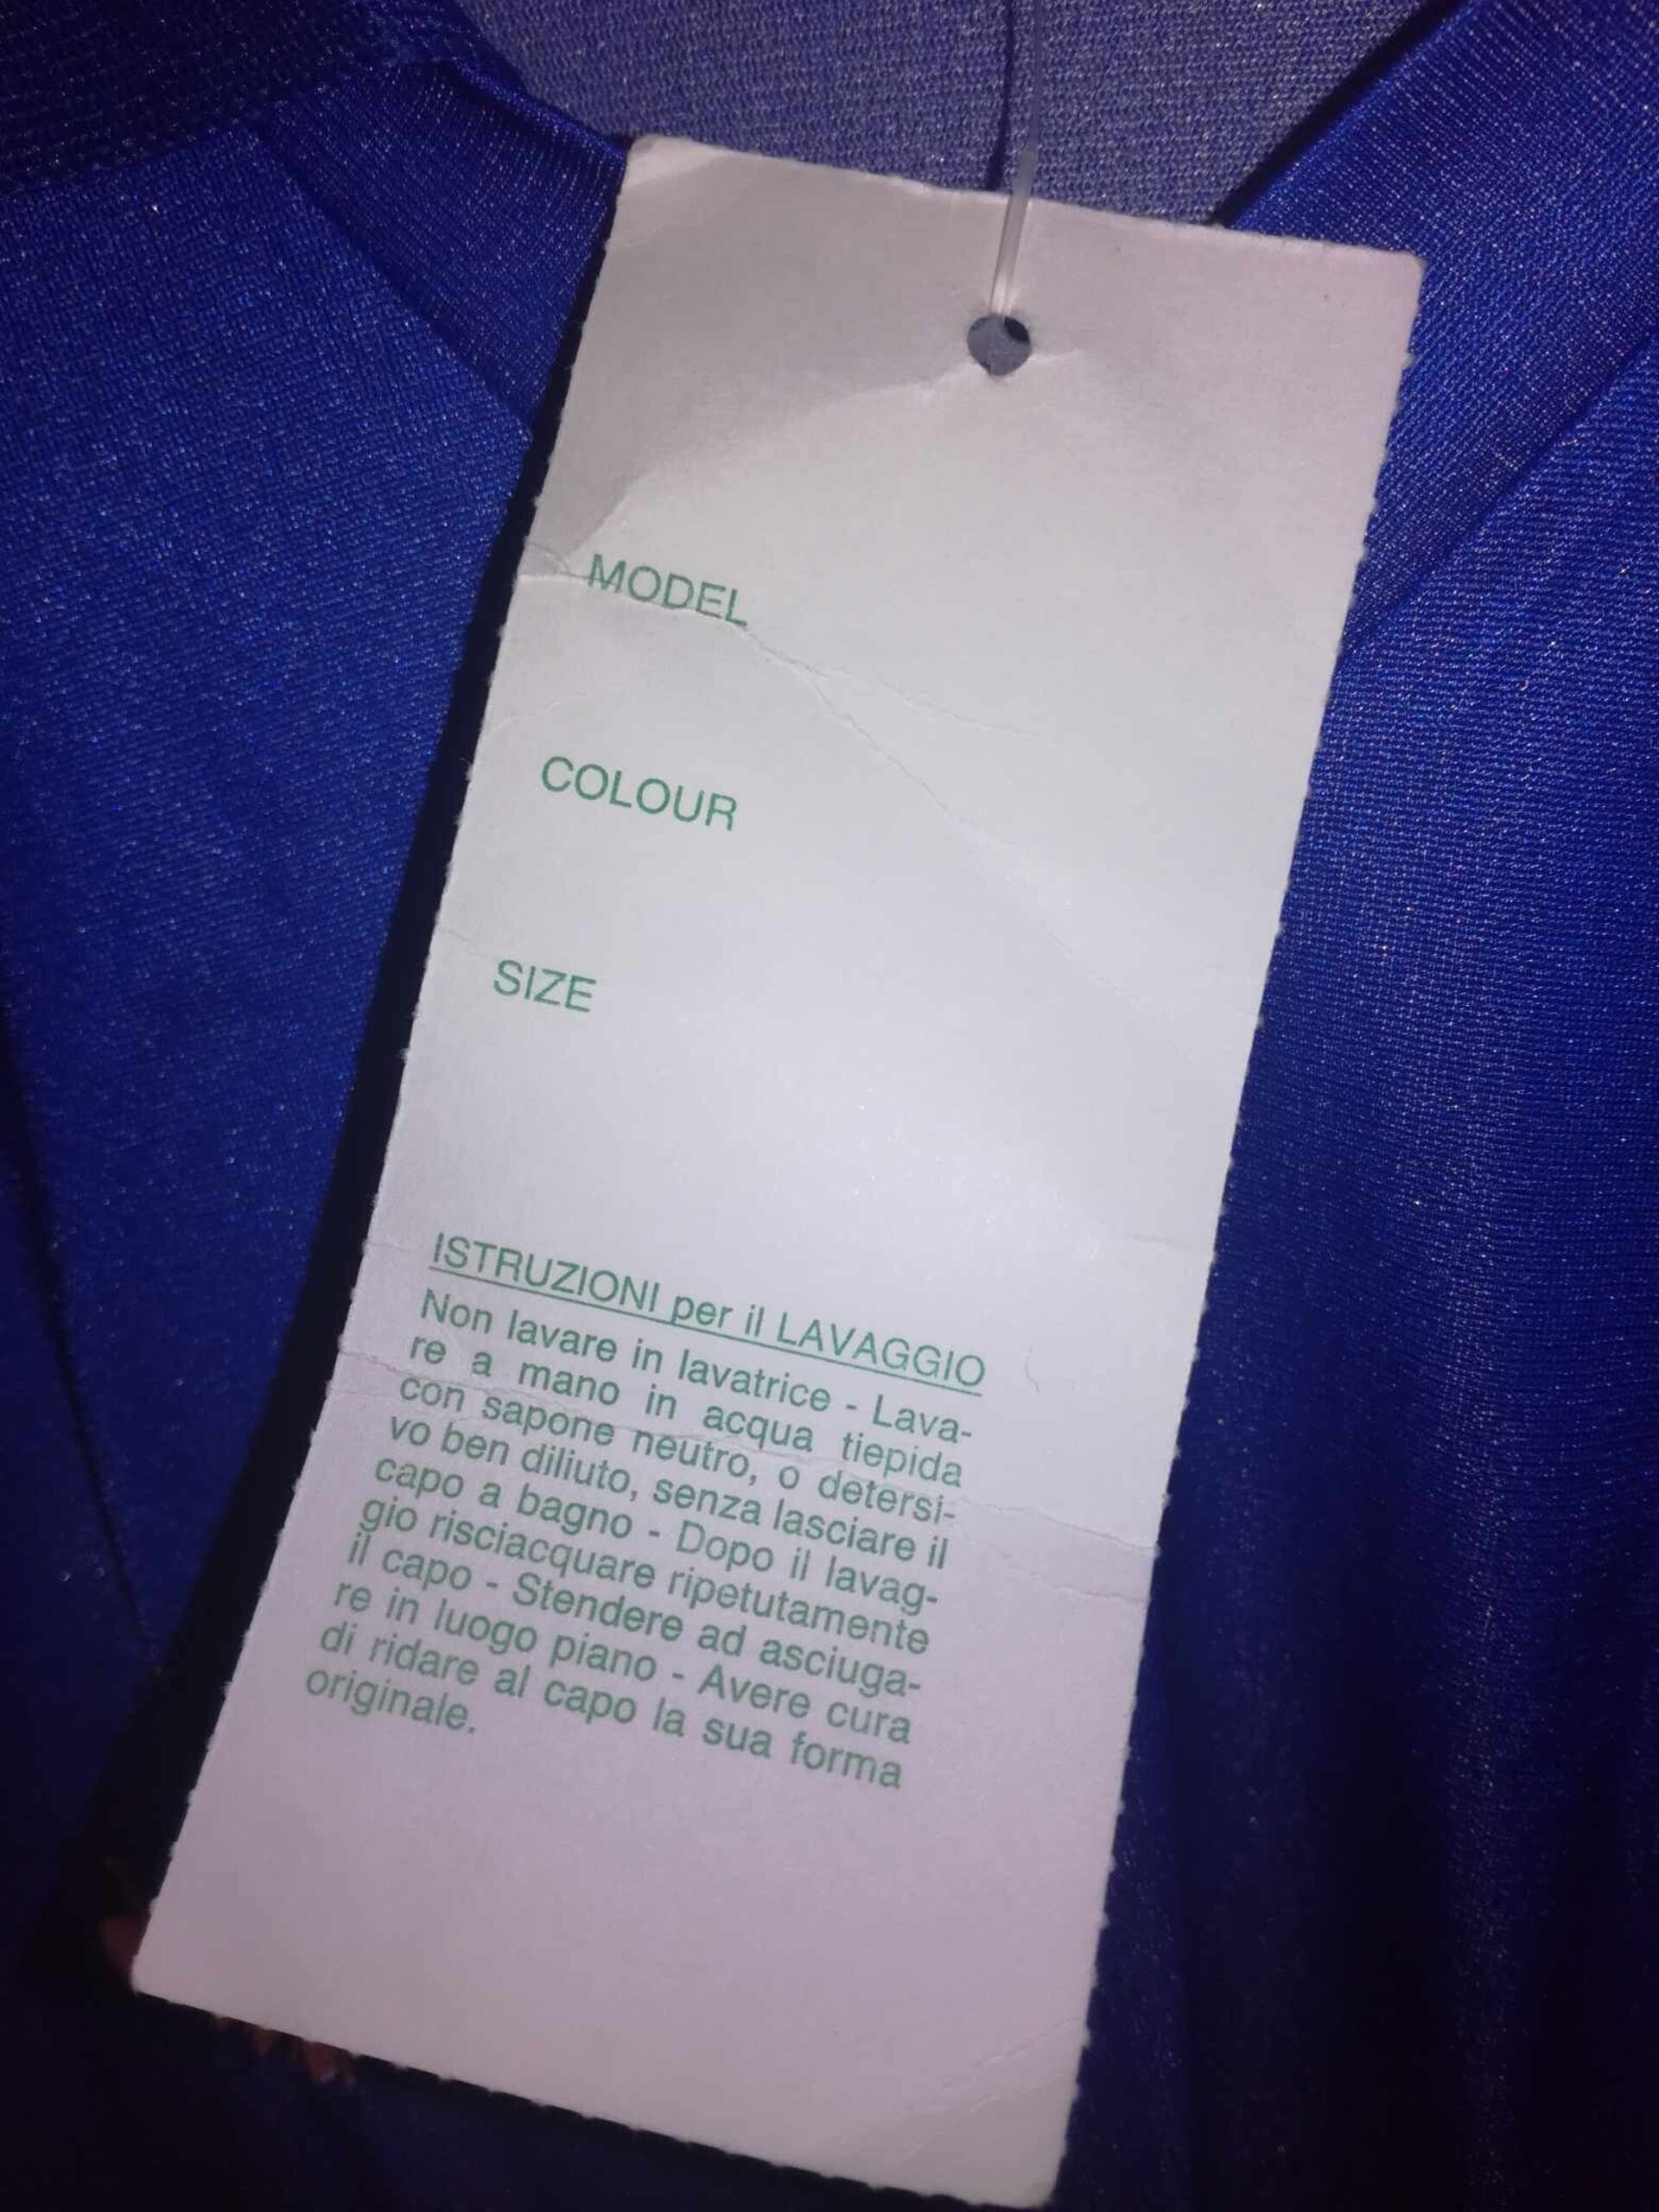 MODEL
COLOUR
SIZE
ISTRUZIONI per il LAVAGGIO
Non lavare in lavatrice - Lava-
re a mano in acqua tiepida
con sapone neutro, o detersi-
vo ben diliuto, senza lasciare il
capo a bagno - Dopo il lavag-
gio risciacquare ripetutamente
il capo - Stendere ad asciuga-
re in luogo piano - Avere cura
di ridare al capo la sua forma
originale.